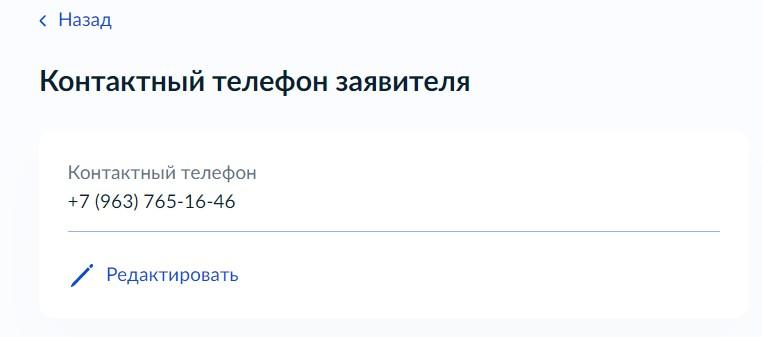 Назад
Контактный телефон заявителя
Контактный телефон
+7 (963) 765-16-46
Редактировать